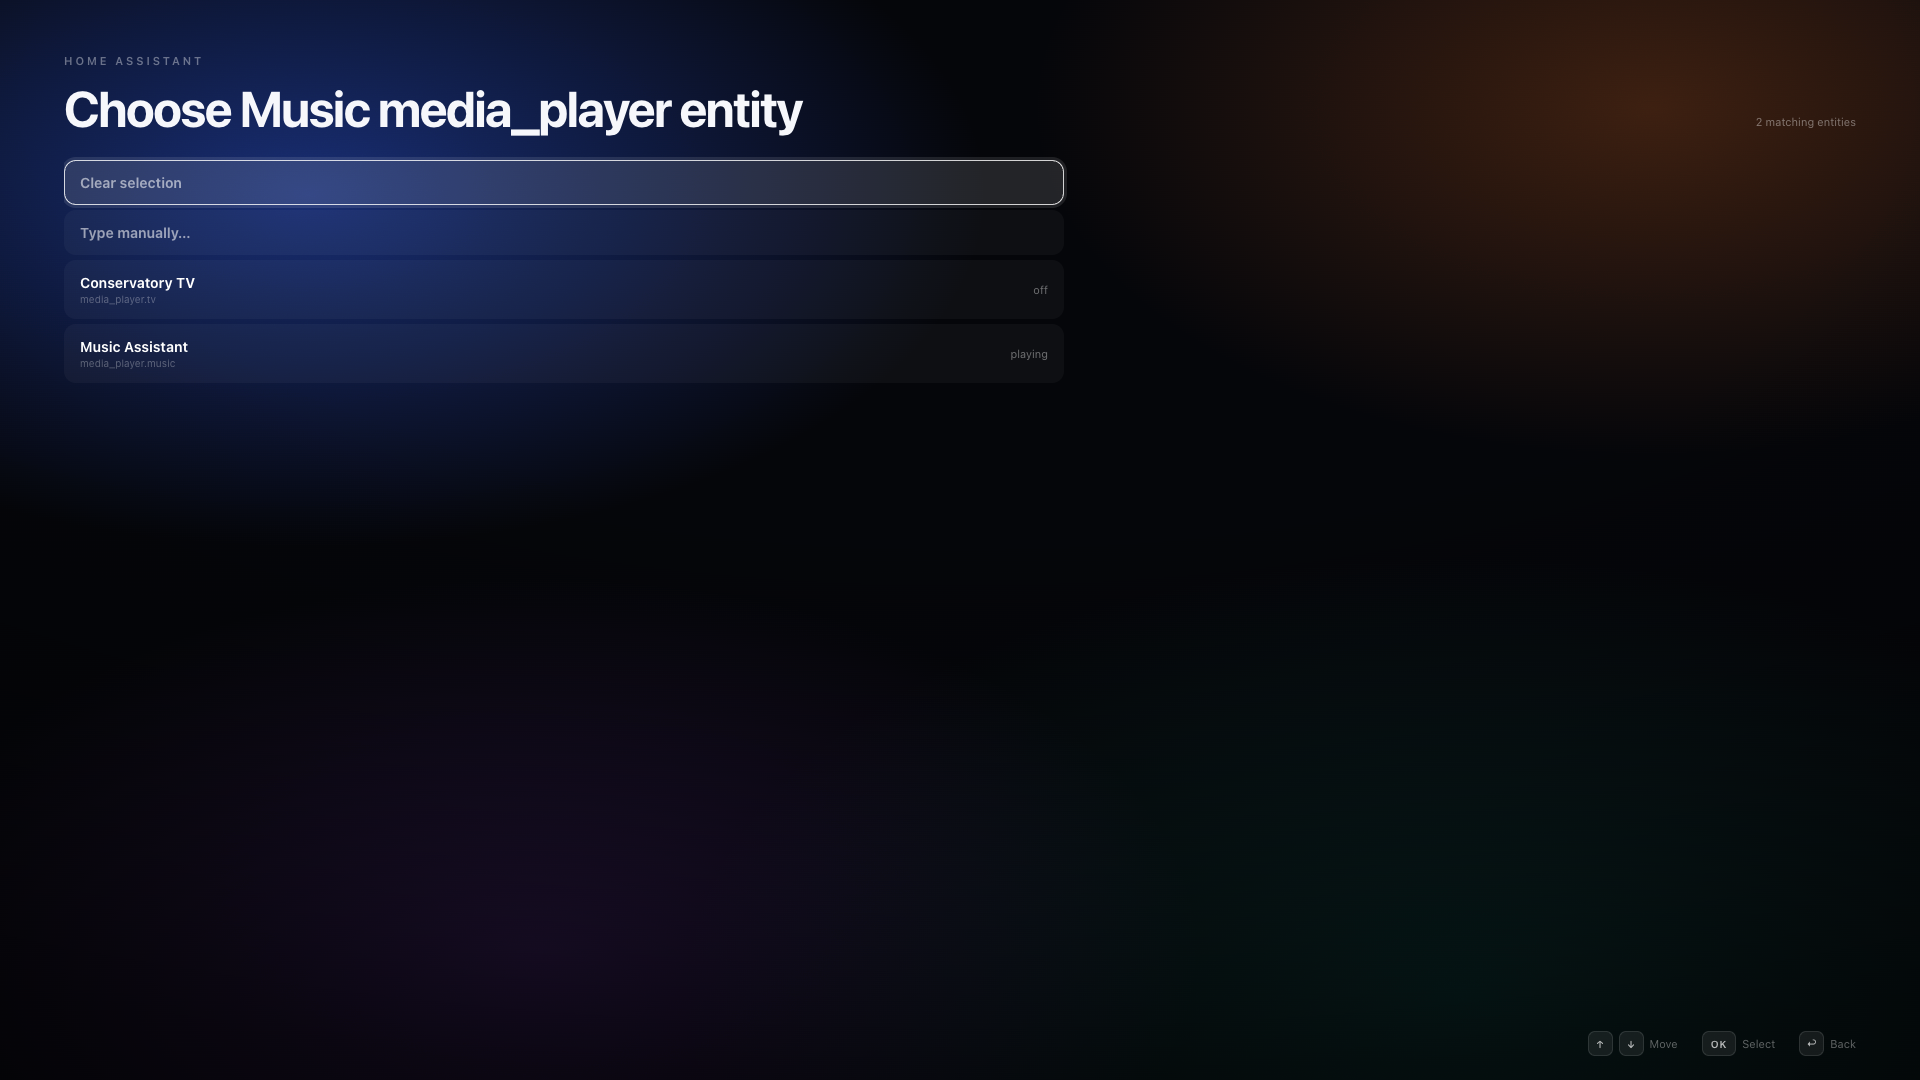 HOME ASSISTANT
Choose Music media_player entity
2 matching entities
Clear selection
Type manually...
Conservatory TV
media_player.tv
off
Music Assistant
media_player.music
playing
↑ ↓ Move OK Select ↩ Back